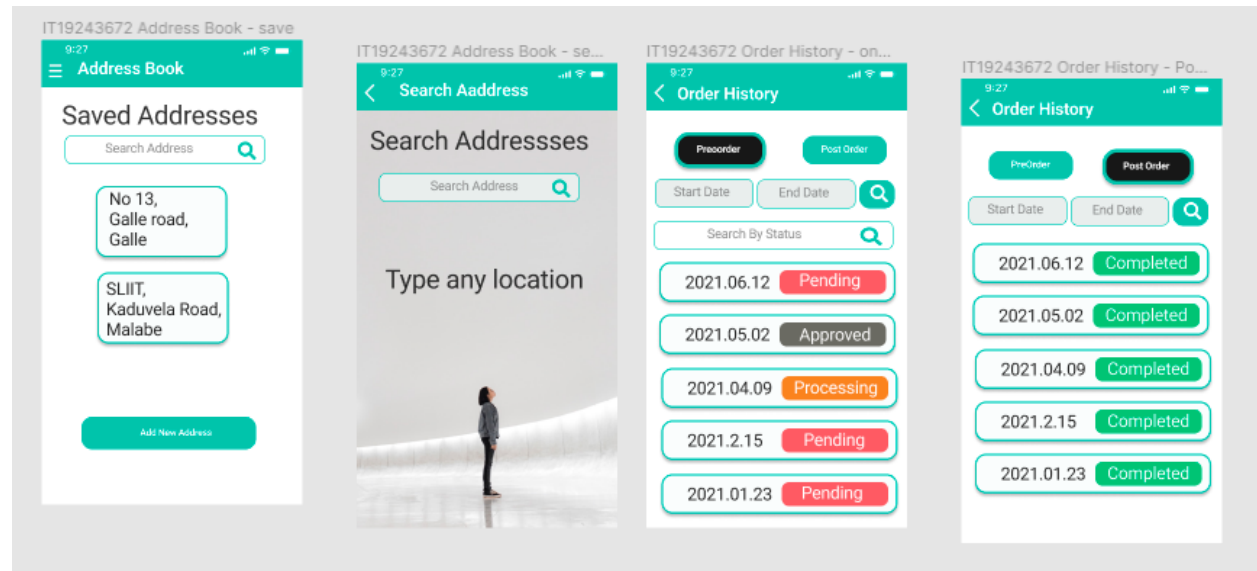 IT19243672 Address Book - save
9:27
Address Book
Saved Addresses
Search Address
No 13,
Galle road,
Galle
SLIIT,
Kaduvela Road,
Malabe
Add New Address
IT19243672 Address Book - se...
9:27
Search Aaddress
Search Addressses
Search Address
Type any location
IT19243672 Order History - on...
9:27
Order History
Preorder
Post Order
Start Date
End Date
Search By Status
2021.06.12 Pending
2021.05.02 Approved
2021.04.09 Processing
2021.2.15 Pending
2021.01.23 Pending
IT19243672 Order History - Po...
9:27
Order History
PreOrder
Post Order
Start Date
End Date
2021.06.12 Completed
2021.05.02 Completed
2021.04.09 Completed
2021.2.15 Completed
2021.01.23 Completed